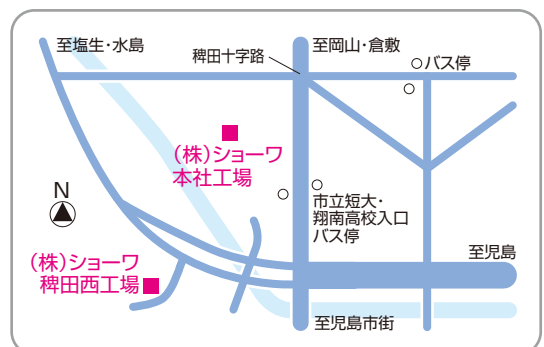 至塩生・水島
稗田十字路
至岡山・倉敷
バス停
(株)ショーワ
本社工場
市立短大・
翔南高校入口
バス停
N
至児島
(株)ショーワ
稗田西工場
至児島市街